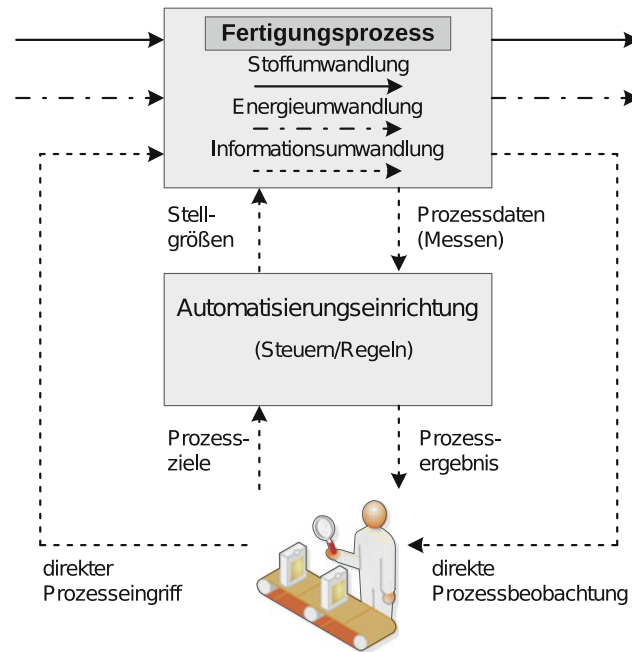 Fertigungsprozess
Stoffumwandlung
Energieumwandlung
Informationsumwandlung
Stell-
größen
Prozessdaten
(Messen)
Automatisierungseinrichtung
(Steuern/Regeln)
Prozess-
ziele
Prozess-
ergebnis
direkter
Prozesseingriff
direkte
Prozessbeobachtung